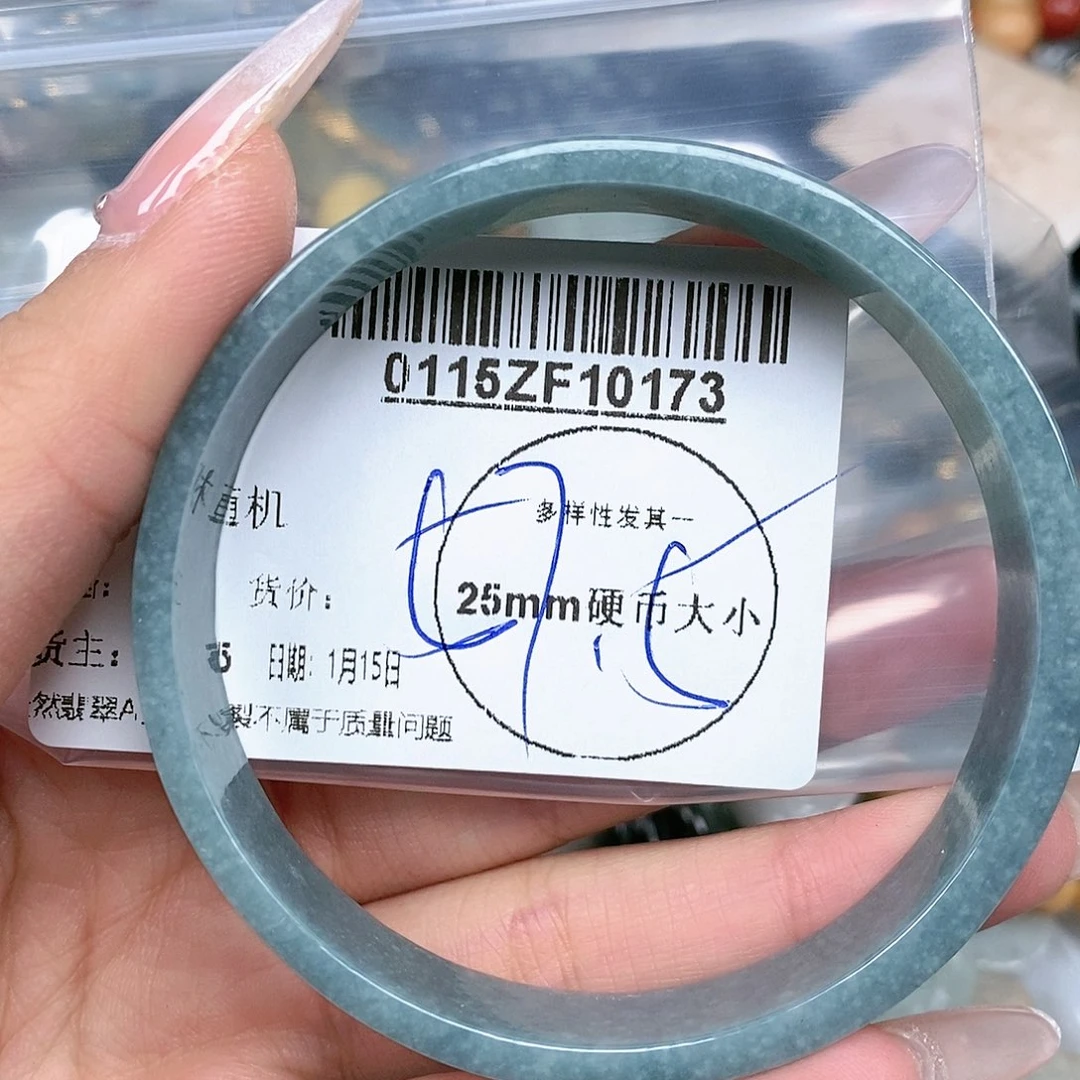 0115ZF10173
多样性发其一
直机
货价:
25mm硬币大小
货主:
日期: 1月15日
然翡翠A
裂不属于质量问题